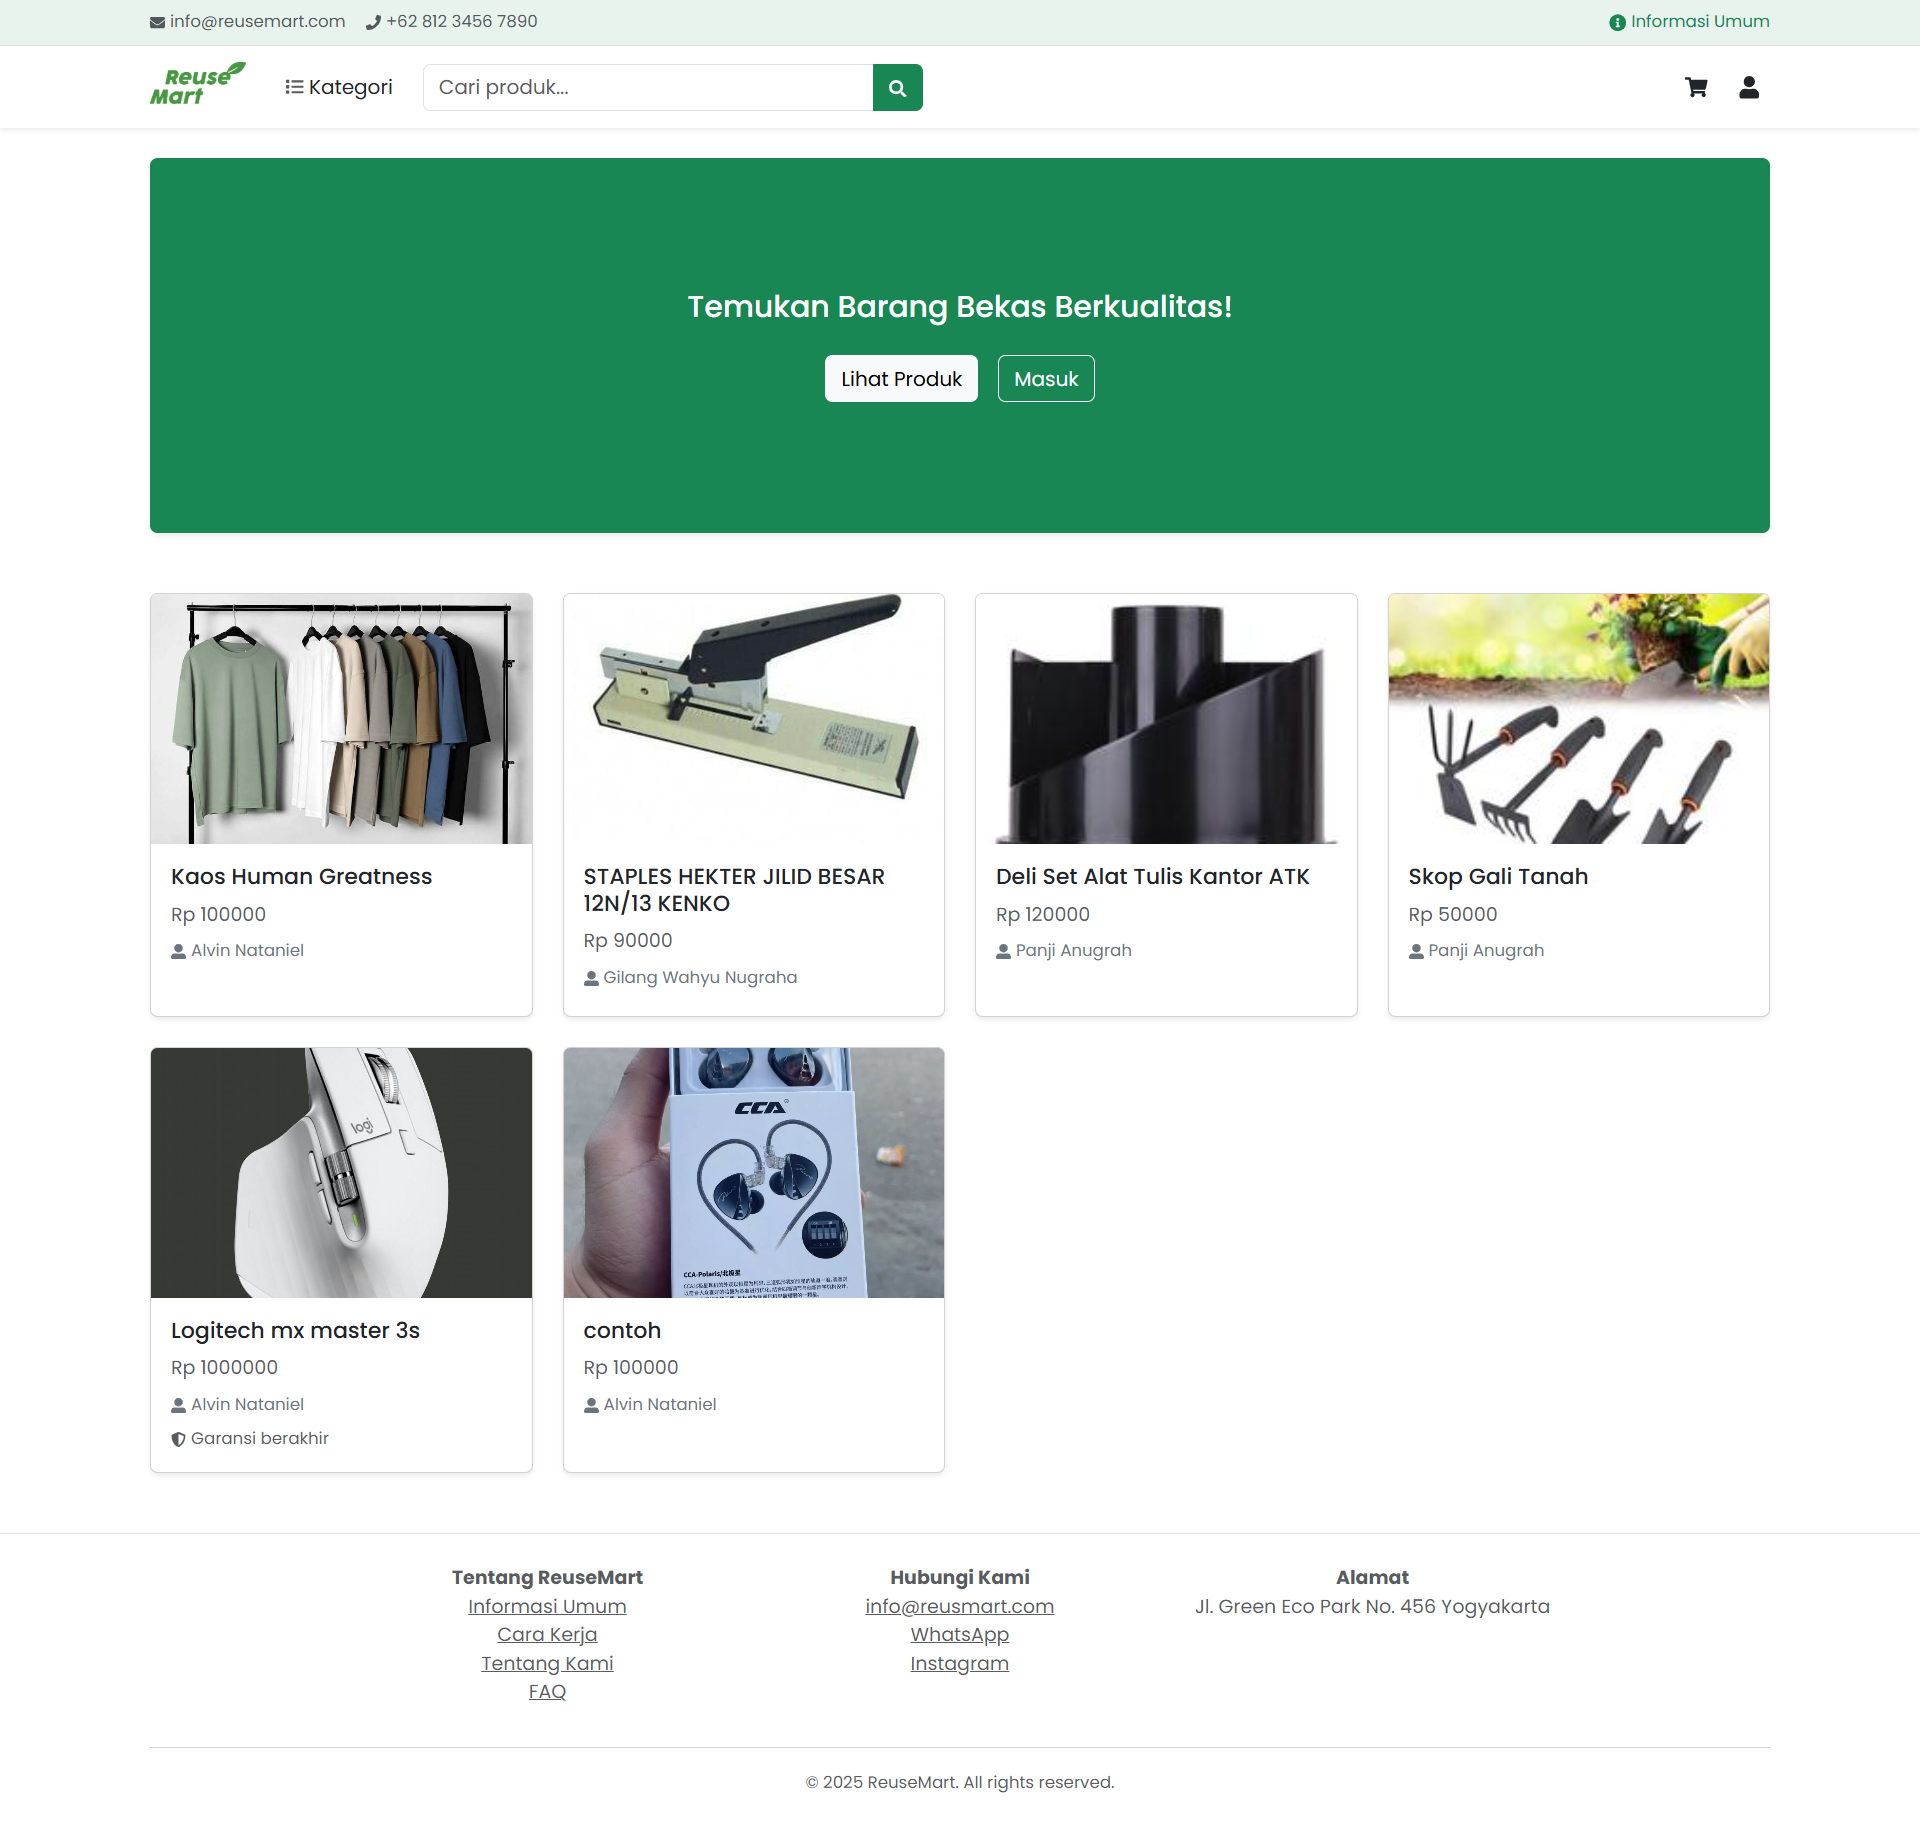 info@reusemart.com +62 812 3456 7890 Informasi Umum
Reuse
Mart
Kategori
Cari produk...
Temukan Barang Bekas Berkualitas!
Lihat Produk Masuk
Kaos Human Greatness
Rp 100000
Alvin Nataniel
STAPLES HEKTER JILID BESAR
12N/13 KENKO
Rp 90000
Gilang Wahyu Nugraha
Deli Set Alat Tulis Kantor ATK
Rp 120000
Panji Anugrah
Skop Gali Tanah
Rp 50000
Panji Anugrah
logi
Logitech mx master 3s
Rp 1000000
Alvin Nataniel
Garansi berakhir
CCA
CCA-Polaris/北极星
contoh
Rp 100000
Alvin Nataniel
Tentang ReuseMart
Informasi Umum
Cara Kerja
Tentang Kami
FAQ
Hubungi Kami
info@reusmart.com
WhatsApp
Instagram
Alamat
Jl. Green Eco Park No. 456 Yogyakarta
© 2025 ReuseMart. All rights reserved.